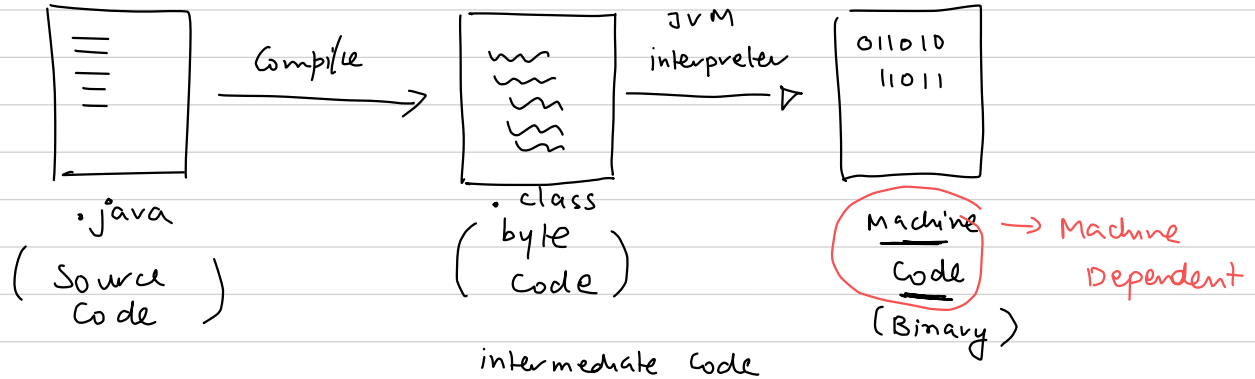 Compile
JVM
interpreter
011010
11011
.java
(Source
Code)
.class
(byte
code)
Machine → Machine
Code Dependent
(Binary)
intermediate code